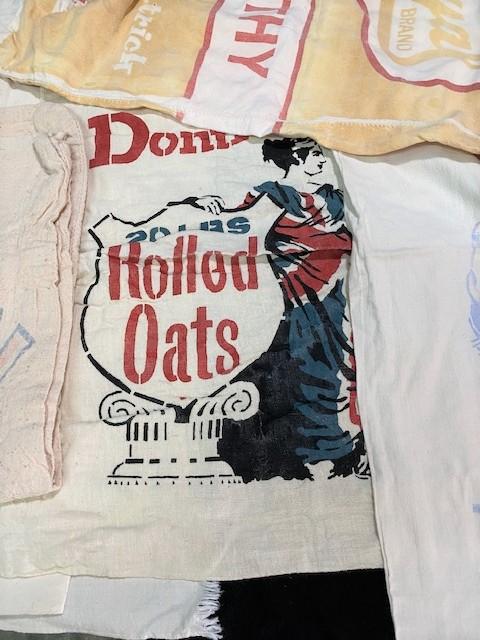 THY
BRAND
Dom
20 LBS
Rolled
Oats